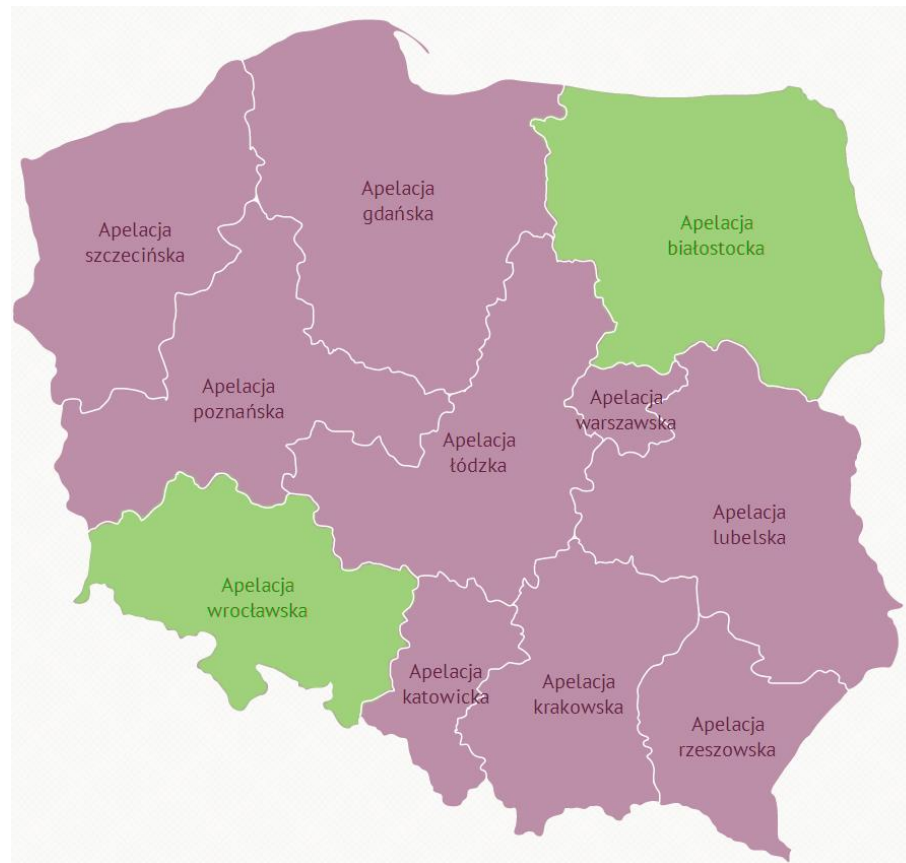 Apelacja
gdańska
Apelacja
szczecińska
Apelacja
białostocka
Apelacja
poznańska
Apelacja
warszawska
Apelacja
łódzka
Apelacja
lubelska
Apelacja
wrocławska
Apelacja
katowicka
Apelacja
krakowska
Apelacja
rzeszowska